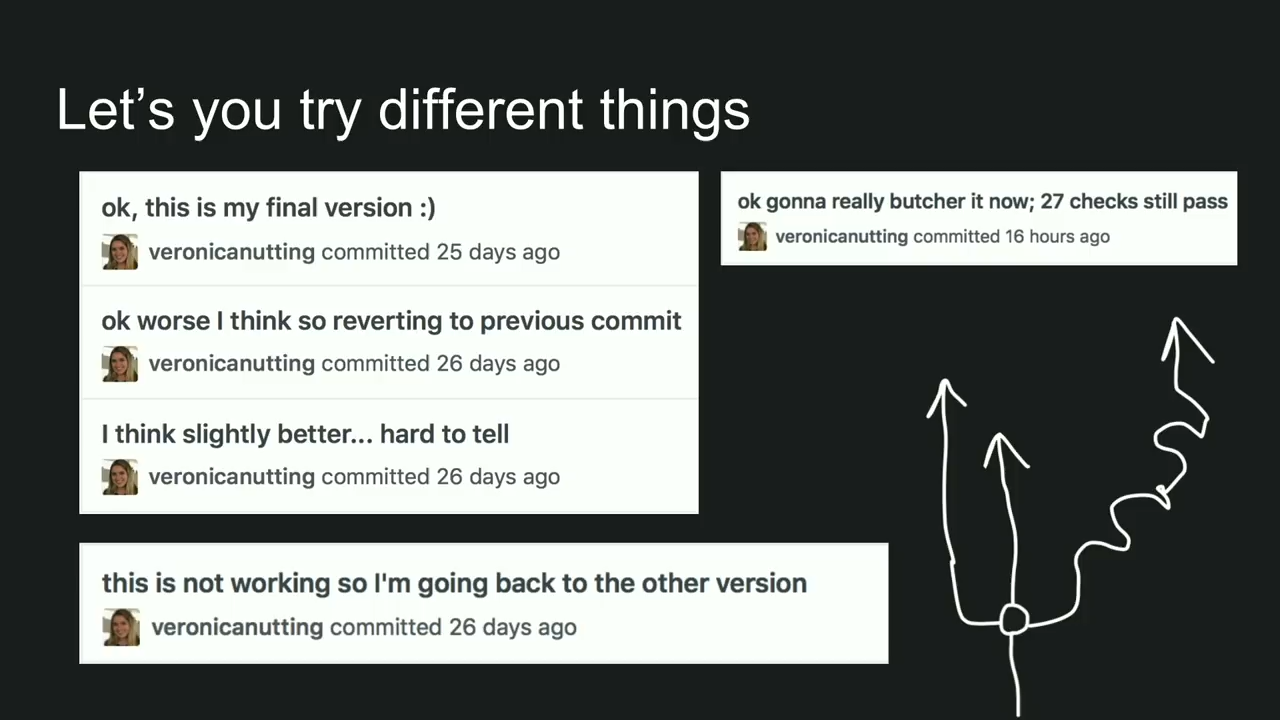 Let's you try different things
ok, this is my final version :)
veronicanutting committed 25 days ago
ok worse I think so reverting to previous commit
veronicanutting committed 26 days ago
I think slightly better... hard to tell
veronicanutting committed 26 days ago
this is not working so I'm going back to the other version
veronicanutting committed 26 days ago
ok gonna really butcher it now; 27 checks still pass
veronicanutting committed 16 hours ago